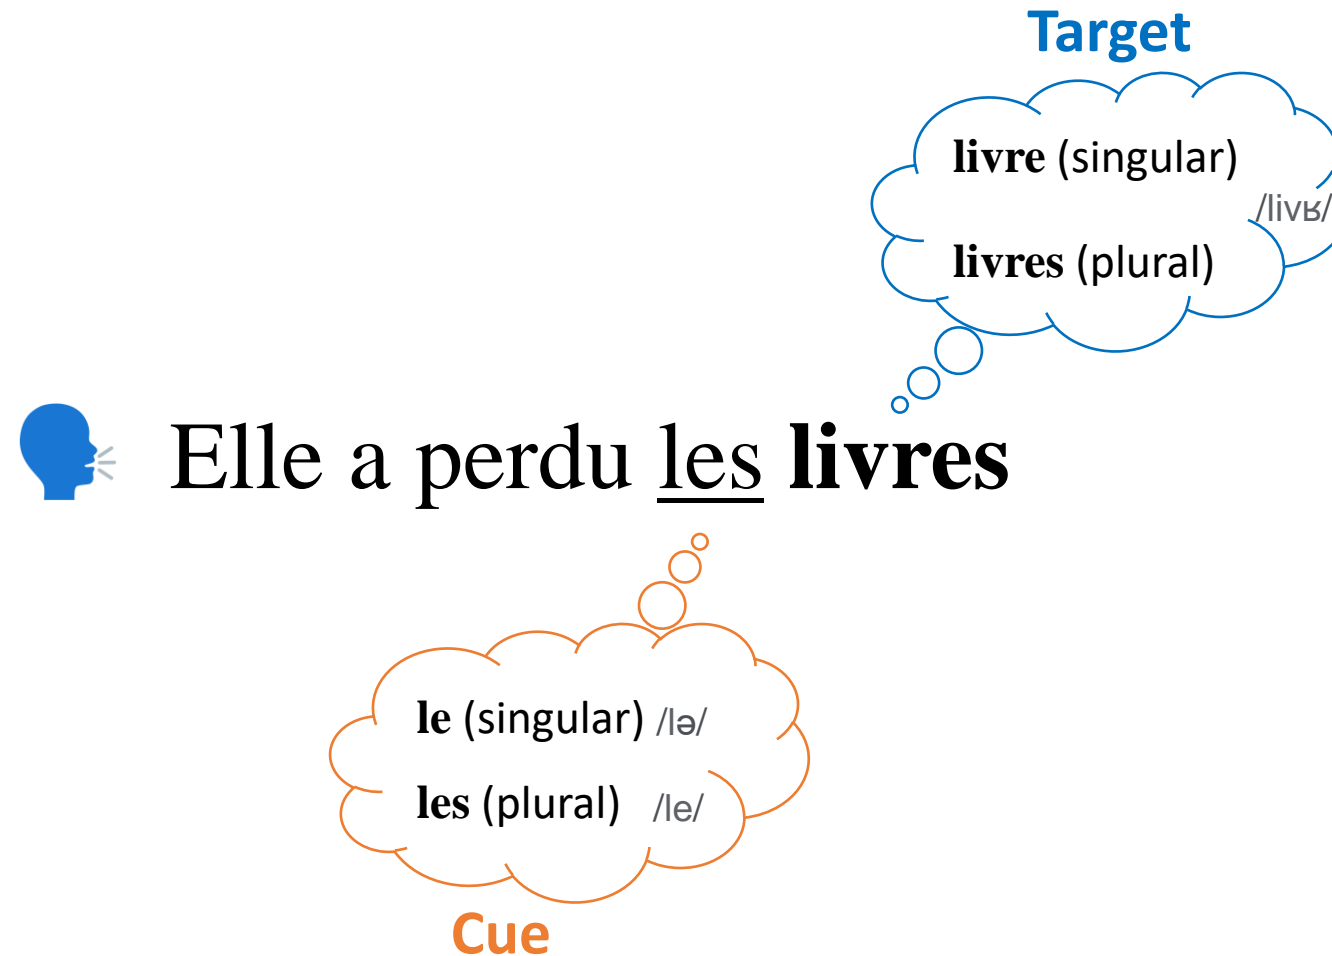 Target
livre (singular)
/livʁ/
livres (plural)
Elle a perdu les livres
le (singular) /lə/
les (plural) /le/
Cue